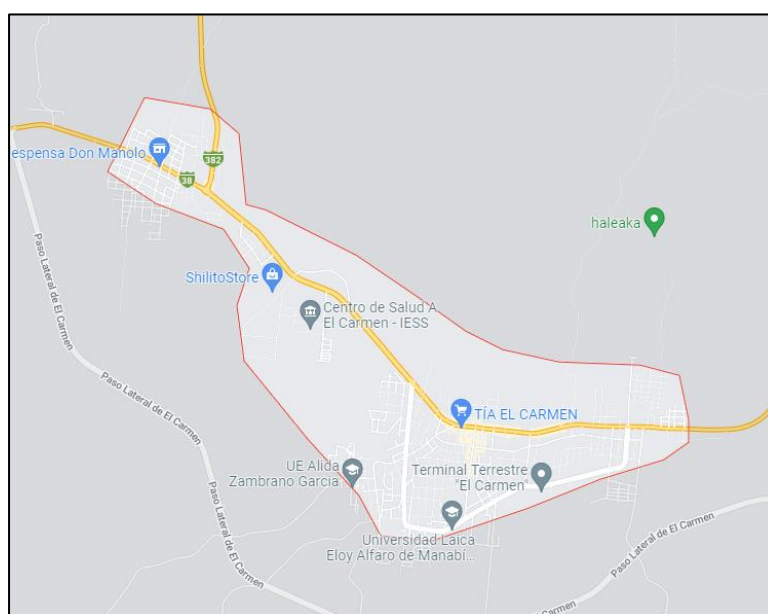 382
espensa Don Manolo
38
haleaka
Paso Lateral de El Carmen
ShilitoStore
Centro de Salud A
El Carmen - IESS
Paso Lateral de El Carmen
TÍA EL CARMEN
UE Alida
Zambrano Garcia
Terminal Terrestre
"El Carmen"
Universidad Laica
Eloy Alfaro de Manabí...
Paso Lateral de El Carmen
Paso Lateral de El Carmen